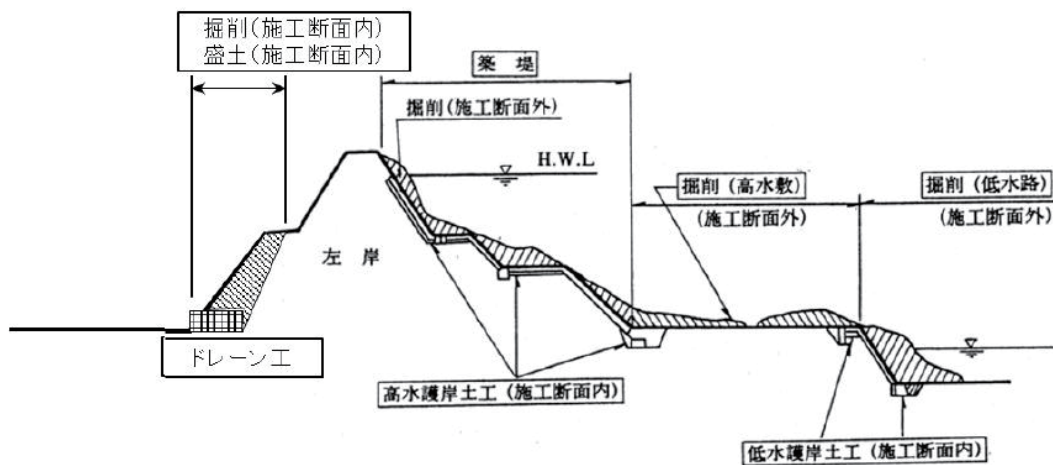 掘削(施工断面内)
盛土(施工断面内)
築 堤
掘削(施工断面外)
H.W.L
掘削(高水敷)
(施工断面外)
掘削(低水路)
(施工断面外)
左 岸
ドレーン工
高水護岸土工(施工断面内)
低水護岸土工(施工断面内)